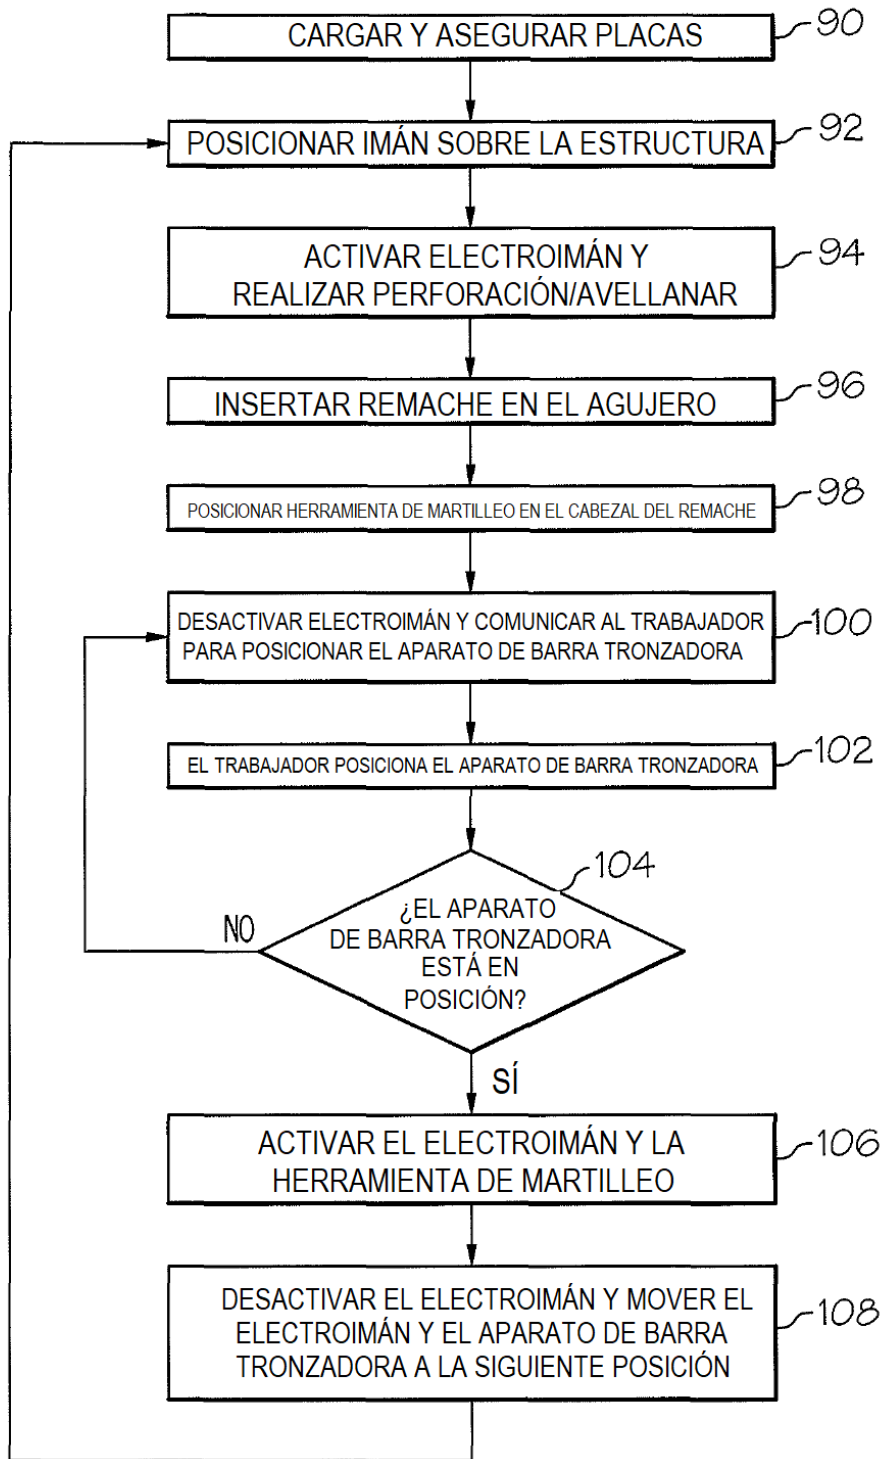 CARGAR Y ASEGURAR PLACAS
90
POSICIONAR IMÁN SOBRE LA ESTRUCTURA
92
ACTIVAR ELECTROIMÁN Y
REALIZAR PERFORACIÓN/AVELLANAR
94
INSERTAR REMACHE EN EL AGUJERO
96
POSICIONAR HERRAMIENTA DE MARTILLEO EN EL CABEZAL DEL REMACHE
98
DESACTIVAR ELECTROIMÁN Y COMUNICAR AL TRABAJADOR
PARA POSICIONAR EL APARATO DE BARRA TRONZADORA
100
EL TRABAJADOR POSICIONA EL APARATO DE BARRA TRONZADORA
102
104
¿EL APARATO
DE BARRA TRONZADORA
ESTÁ EN
POSICIÓN?
NO
SÍ
ACTIVAR EL ELECTROIMÁN Y LA
HERRAMIENTA DE MARTILLEO
106
DESACTIVAR EL ELECTROIMÁN Y MOVER EL
ELECTROIMÁN Y EL APARATO DE BARRA
TRONZADORA A LA SIGUIENTE POSICIÓN
108